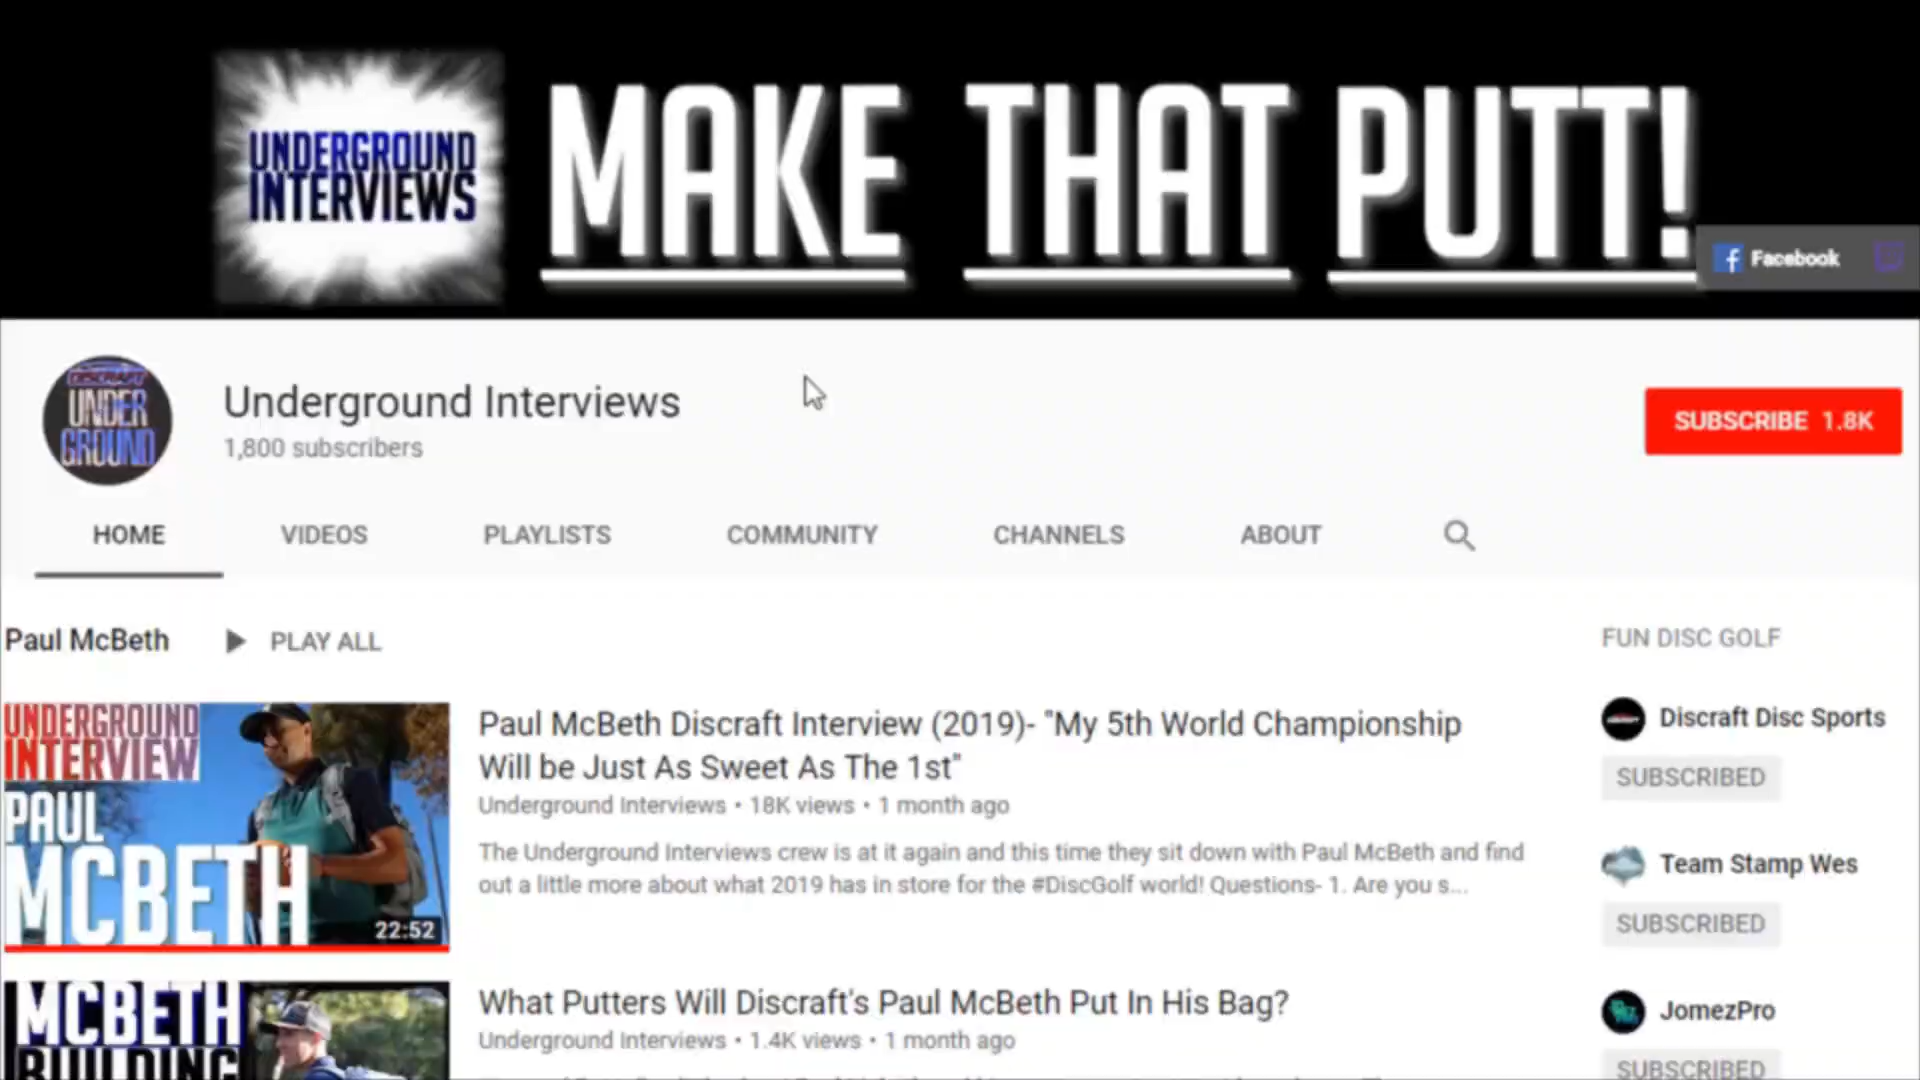 UNDERGROUND
INTERVIEWS
MAKE THAT PUTT!
Facebook
DISCRAFT
UNDER
GROUND
Underground Interviews
1,800 subscribers
SUBSCRIBE 1.8K
HOME VIDEOS PLAYLISTS COMMUNITY CHANNELS ABOUT
Paul McBeth PLAY ALL
FUN DISC GOLF
UNDERGROUND
INTERVIEW
PAUL
MCBETH
22:52
Paul McBeth Discraft Interview (2019)- "My 5th World Championship
Will be Just As Sweet As The 1st"
Underground Interviews • 18K views • 1 month ago
The Underground Interviews crew is at it again and this time they sit down with Paul McBeth and find
out a little more about what 2019 has in store for the #DiscGolf world! Questions- 1. Are you s...
Discraft Disc Sports
SUBSCRIBED
Team Stamp Wes
SUBSCRIBED
MCBETH
BUILDING
What Putters Will Discraft's Paul McBeth Put In His Bag?
Underground Interviews • 1.4K views • 1 month ago
JomezPro
SUBSCRIBED